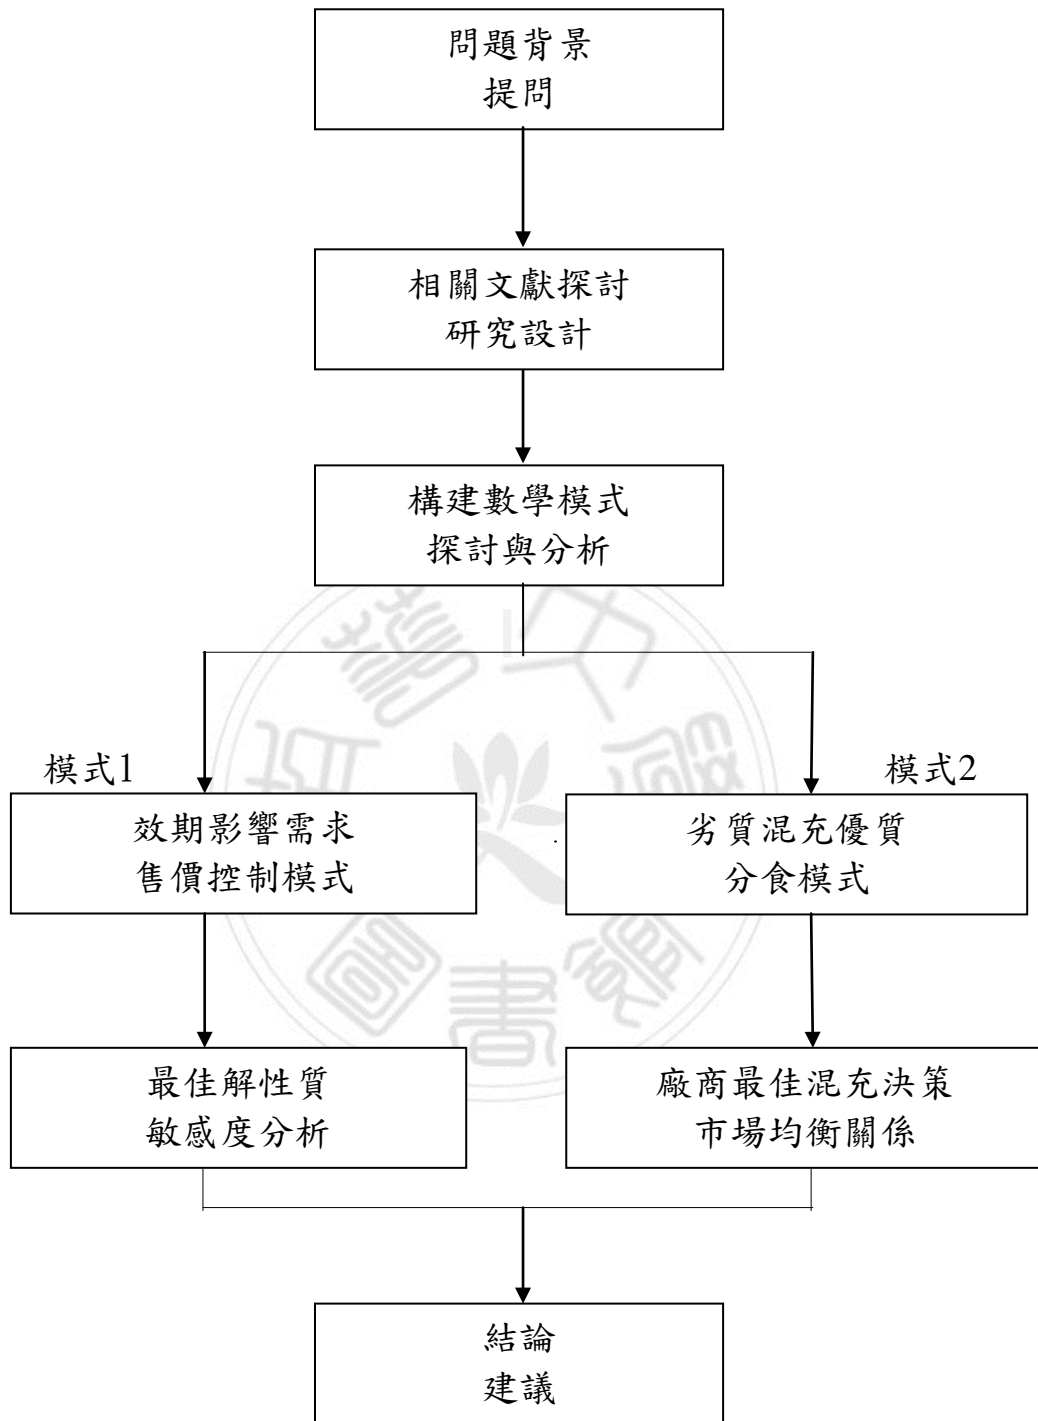 問題背景
提問
相關文獻探討
研究設計
構建數學模式
探討與分析
模式1
效期影響需求
售價控制模式
最佳解性質
敏感度分析
模式2
劣質混充優質
分食模式
廠商最佳混充決策
市場均衡關係
結論
建議